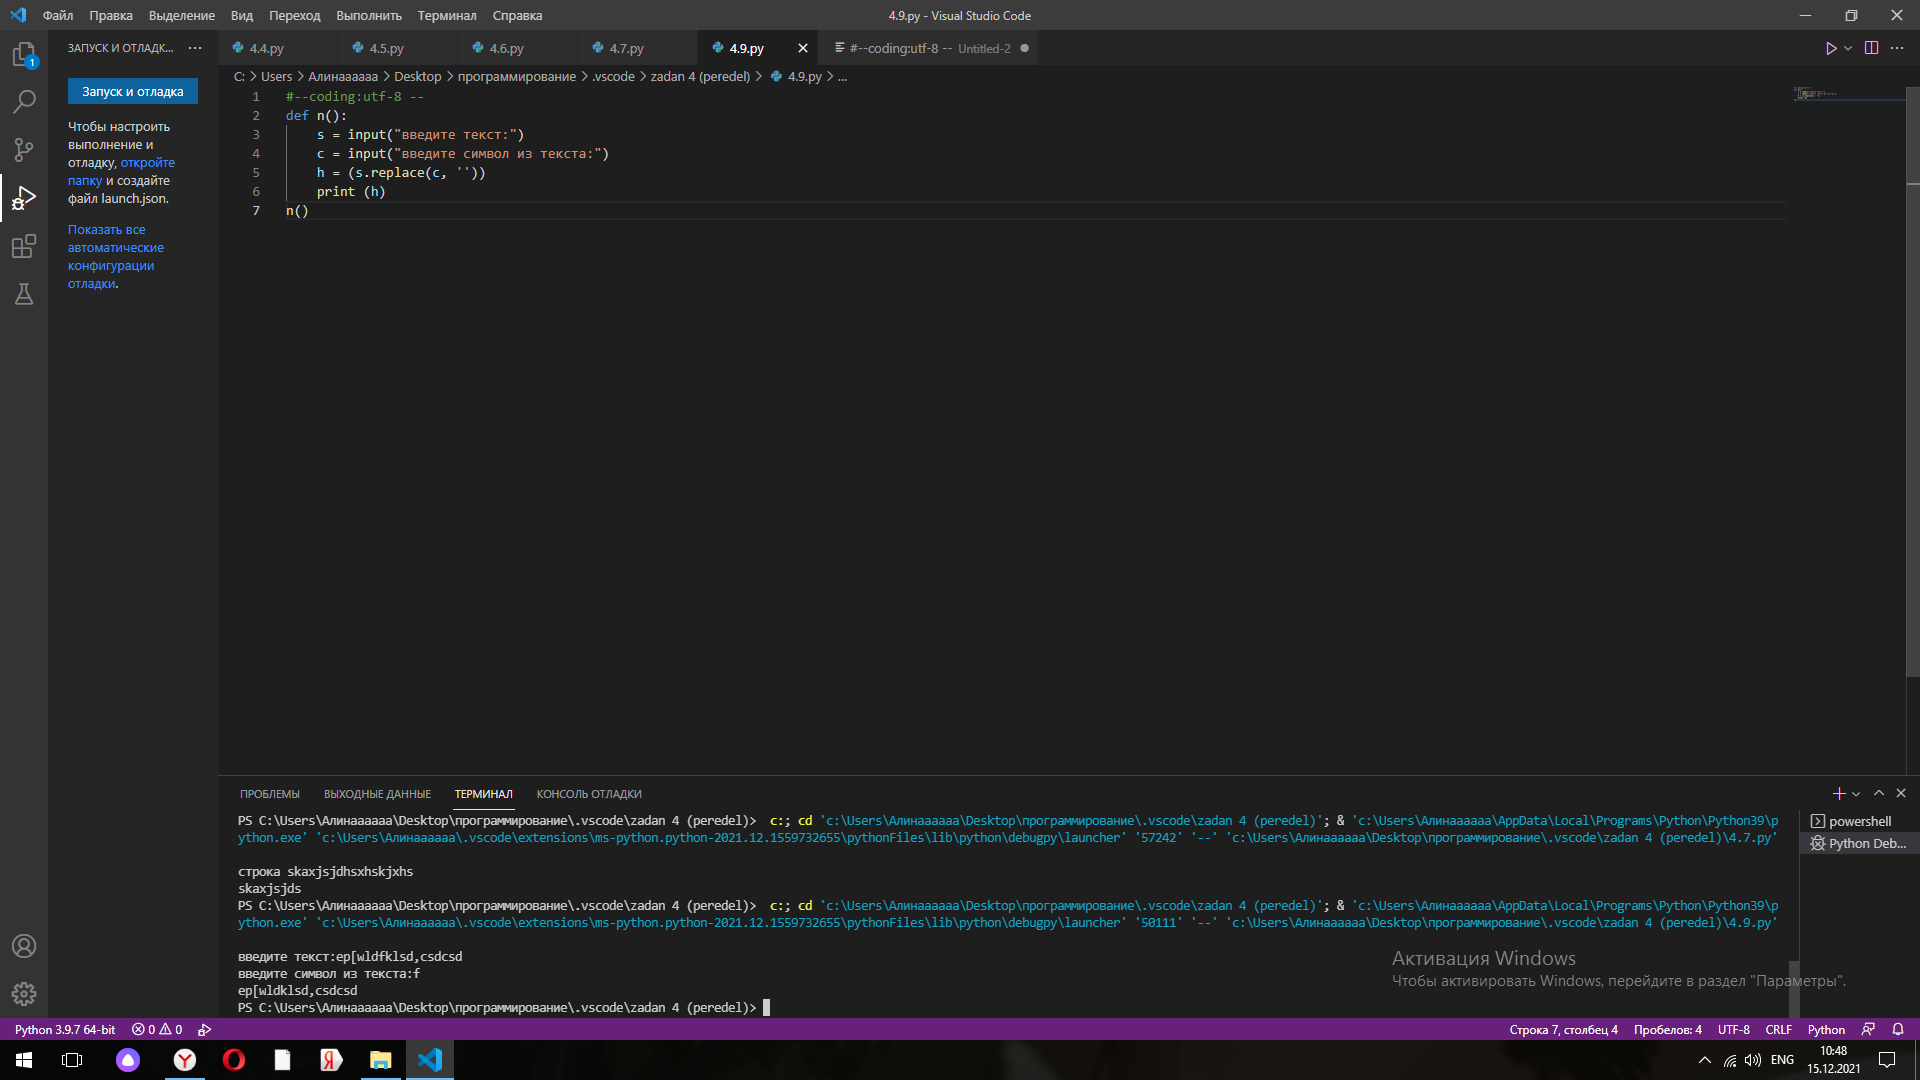 Файл Правка Выделение Вид Переход Выполнить Терминал Справка 4.9.py - Visual Studio Code
ЗАПУСК И ОТЛАДК... ··· 4.4.py 4.5.py 4.6.py 4.7.py 4.9.py #--coding:utf-8 -- Untitled-2
C: > Users > Алинаааааа > Desktop > программирование > .vscode > zadan 4 (peredel) > 4.9.py > ...
1
Запуск и отладка
Чтобы настроить
выполнение и
отладку, откройте
папку и создайте
файл launch.json.
Показать все
автоматические
конфигурации
отладки.
1 #--coding:utf-8 --
2 def n():
3 s = input("введите текст:")
4 c = input("введите символ из текста:")
5 h = (s.replace(c, ''))
6 print (h)
7 n()
ПРОБЛЕМЫ ВЫХОДНЫЕ ДАННЫЕ ТЕРМИНАЛ КОНСОЛЬ ОТЛАДКИ
PS C:\Users\Алинаааааа\Desktop\программирование\.vscode\zadan 4 (peredel)> c:; cd 'c:\Users\Алинаааааа\Desktop\программирование\.vscode\zadan 4 (peredel)'; & 'c:\Users\Алинаааааа\AppData\Local\Programs\Python\Python39\p
ython.exe' 'c:\Users\Алинаааааа\.vscode\extensions\ms-python.python-2021.12.1559732655\pythonFiles\lib\python\debugpy\launcher' '57242' '--' 'c:\Users\Алинаааааа\Desktop\программирование\.vscode\zadan 4 (peredel)\4.7.py'
строка skaxjsjdhsxhskjxhs
skaxjsjds
PS C:\Users\Алинаааааа\Desktop\программирование\.vscode\zadan 4 (peredel)> c:; cd 'c:\Users\Алинаааааа\Desktop\программирование\.vscode\zadan 4 (peredel)'; & 'c:\Users\Алинаааааа\AppData\Local\Programs\Python\Python39\p
ython.exe' 'c:\Users\Алинаааааа\.vscode\extensions\ms-python.python-2021.12.1559732655\pythonFiles\lib\python\debugpy\launcher' '50111' '--' 'c:\Users\Алинаааааа\Desktop\программирование\.vscode\zadan 4 (peredel)\4.9.py'
введите текст:ep[wldfklsd,csdcsd
введите символ из текста:f
ep[wldklsd,csdcsd
PS C:\Users\Алинаааааа\Desktop\программирование\.vscode\zadan 4 (peredel)>
powershell
Python Deb...
Активация Windows
Чтобы активировать Windows, перейдите в раздел "Параметры".
Python 3.9.7 64-bit 0 0 Строка 7, столбец 4 Пробелов: 4 UTF-8 CRLF Python
ENG
10:48
15.12.2021